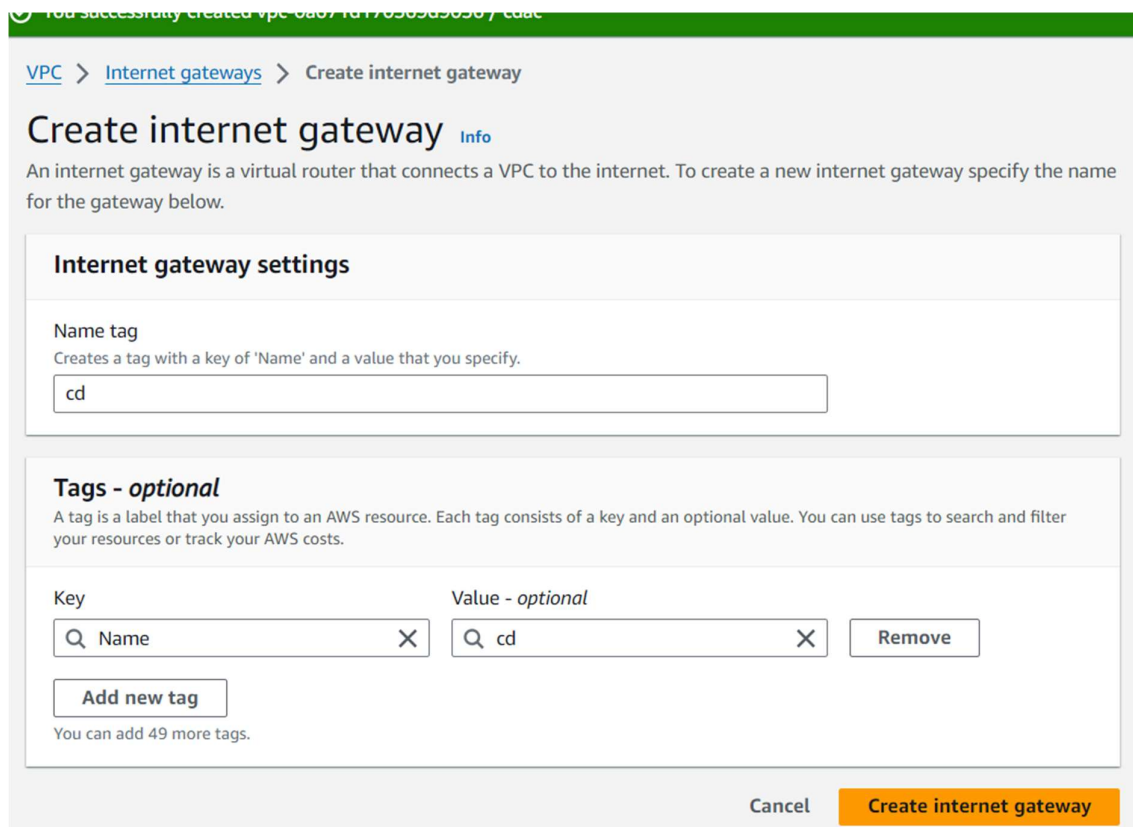 You successfully created / cdac
VPC > Internet gateways > Create internet gateway
Create internet gateway Info
An internet gateway is a virtual router that connects a VPC to the internet. To create a new internet gateway specify the name
for the gateway below.
Internet gateway settings
Name tag
Creates a tag with a key of 'Name' and a value that you specify.
cd
Tags - optional
A tag is a label that you assign to an AWS resource. Each tag consists of a key and an optional value. You can use tags to search and filter
your resources or track your AWS costs.
Key Value - optional
Name cd Remove
Add new tag
You can add 49 more tags.
Cancel Create internet gateway